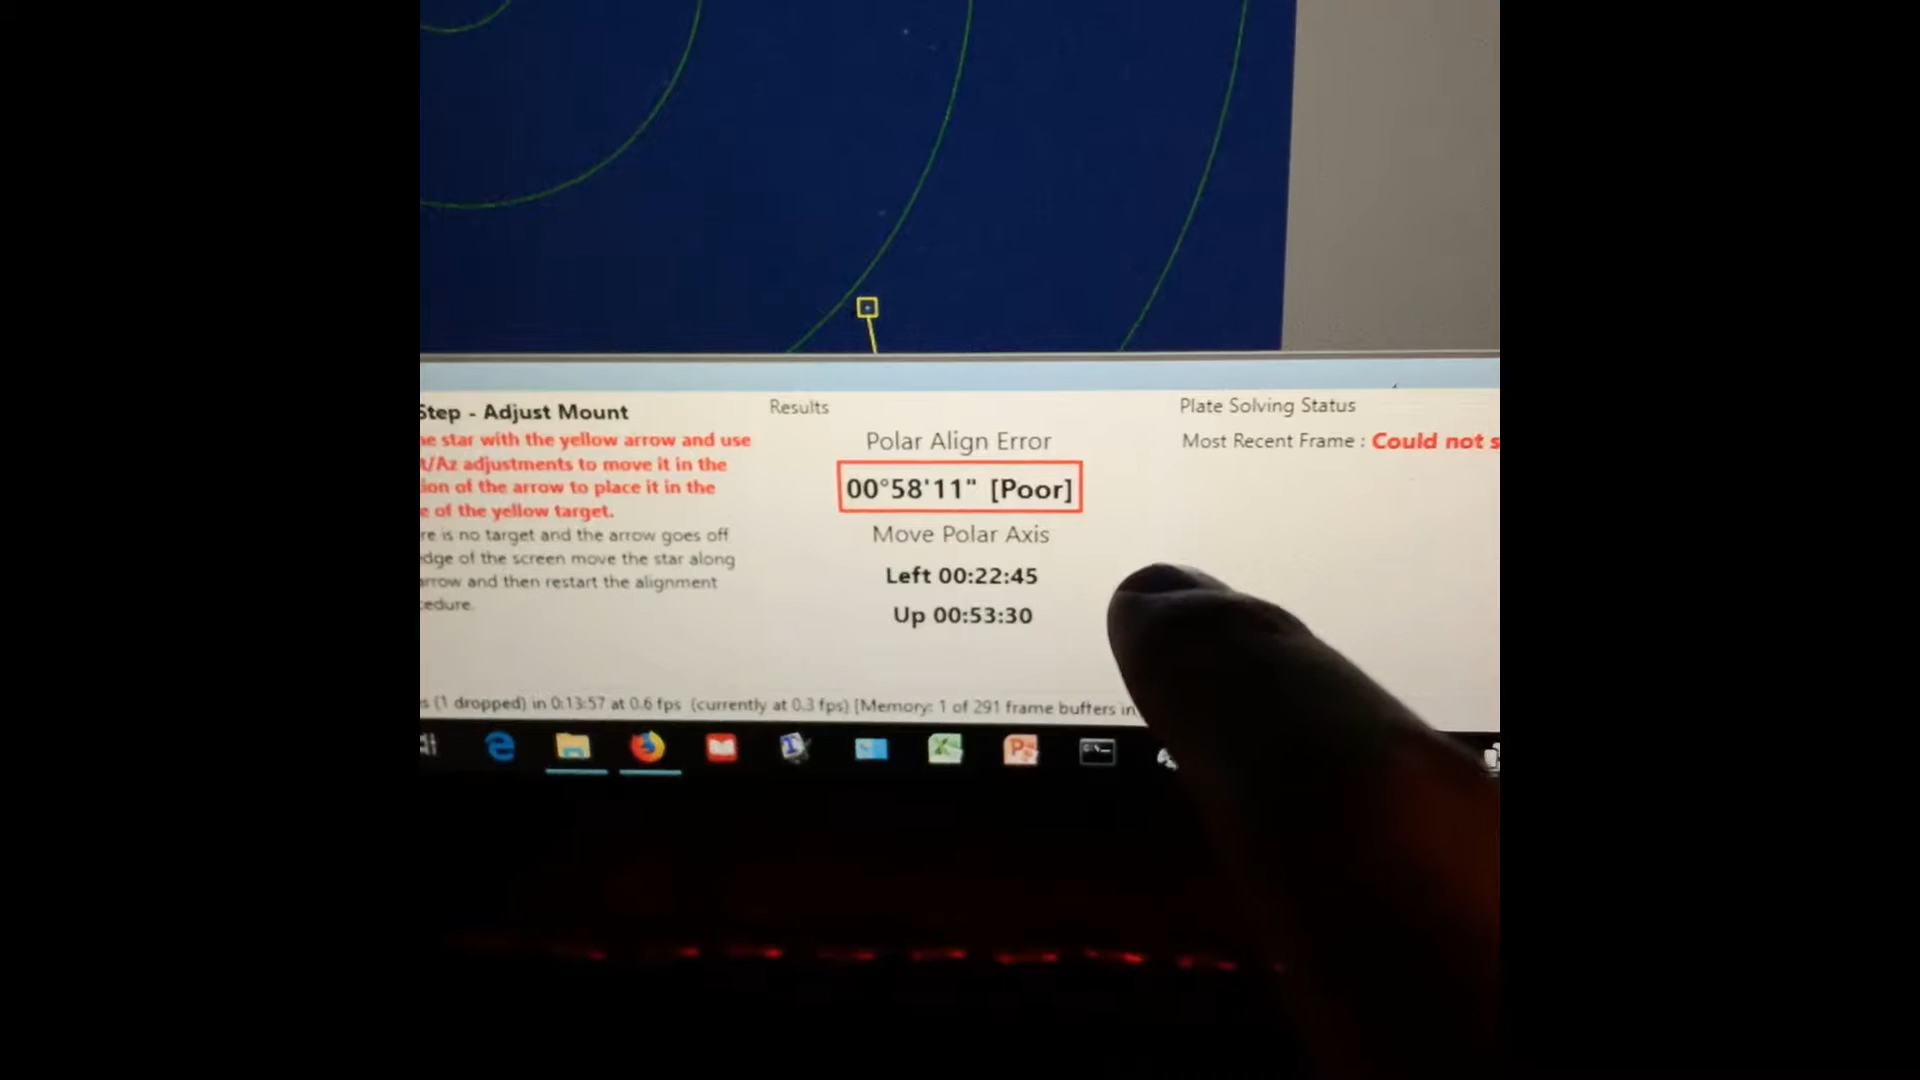 Step - Adjust Mount
star with the yellow arrow and use
/Az adjustments to move it in the
of the arrow to place it in the
of the yellow target.
re is no target and the arrow goes off
dge of the screen move the star along
arrow and then restart the alignment
cedure.
Results
Polar Align Error
00°58'11" [Poor]
Move Polar Axis
Left 00:22:45
Up 00:53:30
Plate Solving Status
Most Recent Frame : Could not s
s (1 dropped) in 0:13:57 at 0.6 fps (currently at 0.3 fps) [Memory: 1 of 291 frame buffers in